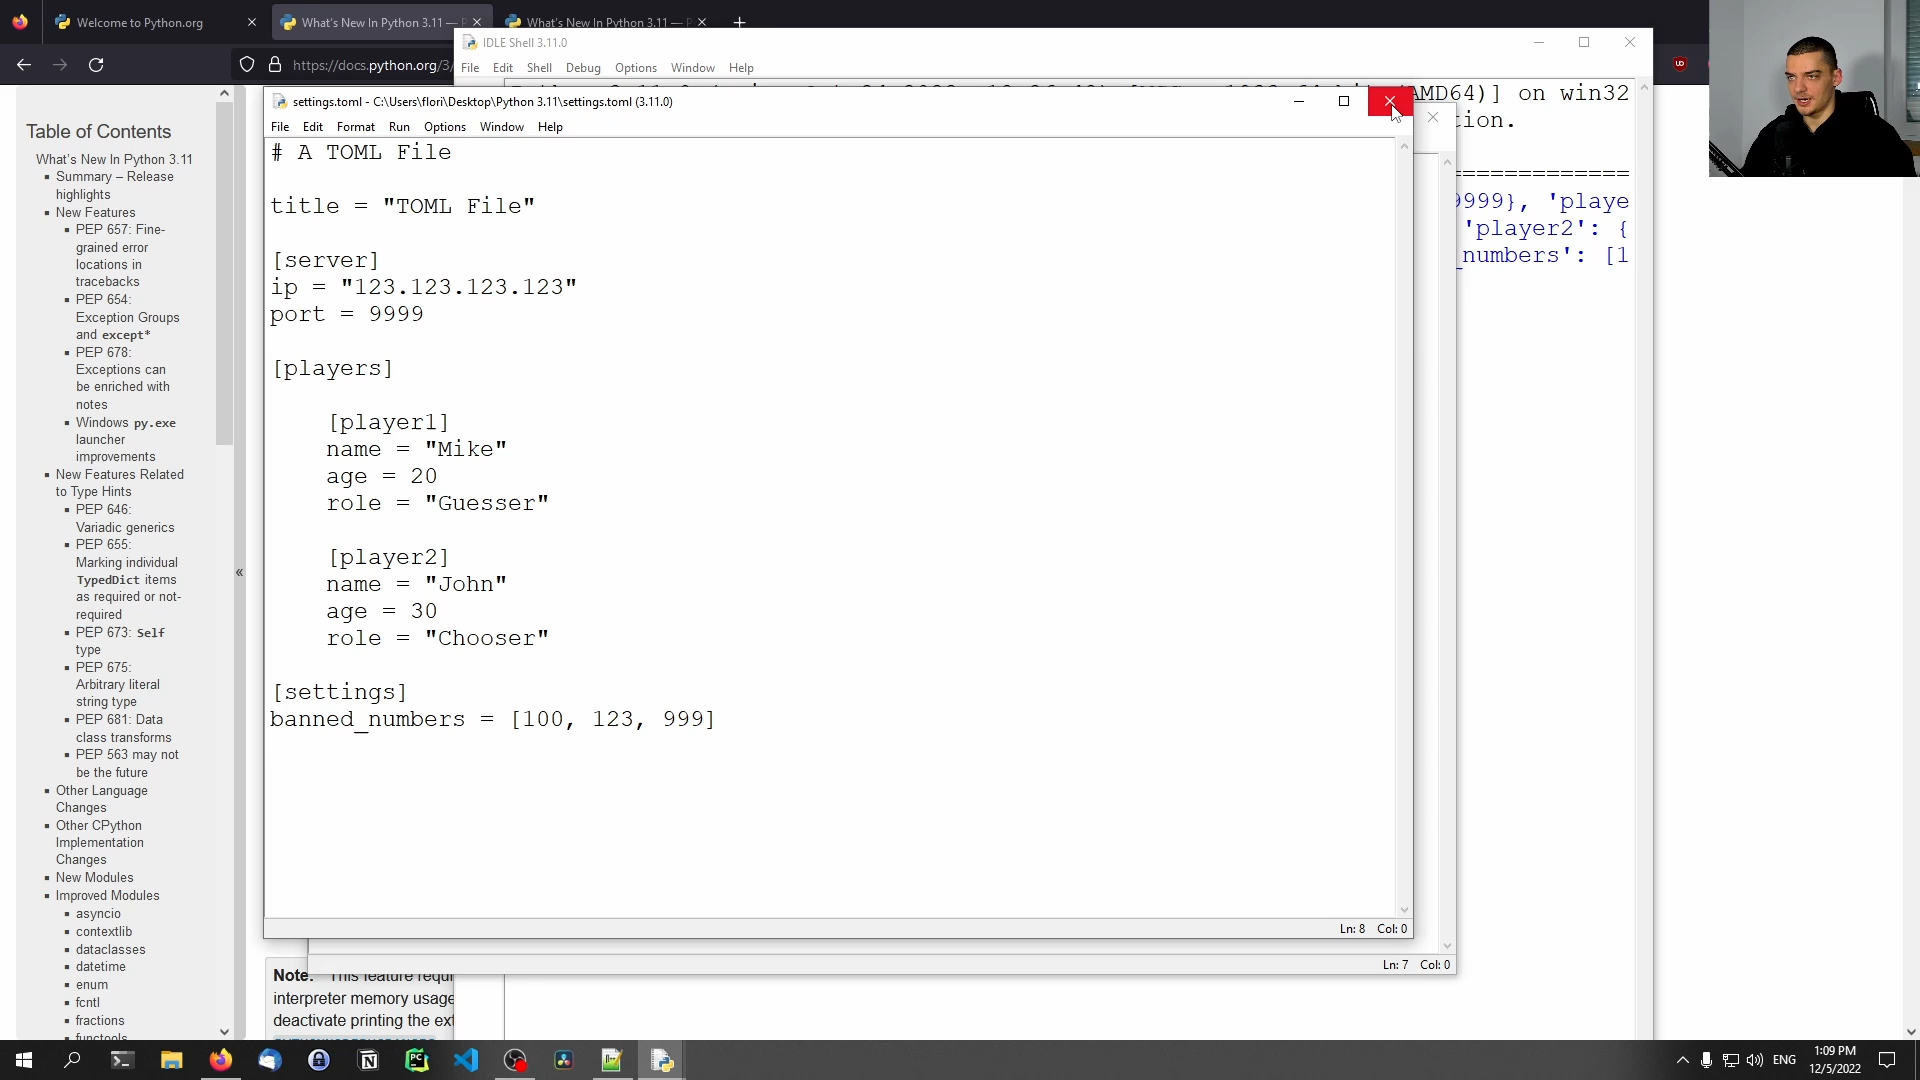 Welcome to Python.org
What's New In Python 3.11 —
What's New In Python 3.11 — P
IDLE Shell 3.11.0
https://docs.python.org/3/
File Edit Shell Debug Options Window Help
AMD64)] on win32
tion.
=============
9999}, 'playe
'player2': {
_numbers': [1
settings.toml - C:\Users\flori\Desktop\Python 3.11\settings.toml (3.11.0)
File Edit Format Run Options Window Help
# A TOML File
title = "TOML File"
[server]
ip = "123.123.123.123"
port = 9999
[players]
[player1]
name = "Mike"
age = 20
role = "Guesser"
[player2]
name = "John"
age = 30
role = "Chooser"
[settings]
banned_numbers = [100, 123, 999]
Ln: 8 Col: 0
Ln: 7 Col: 0
Table of Contents
What's New In Python 3.11
Summary – Release
highlights
New Features
PEP 657: Fine-
grained error
locations in
tracebacks
PEP 654:
Exception Groups
and except*
PEP 678:
Exceptions can
be enriched with
notes
Windows py.exe
launcher
improvements
New Features Related
to Type Hints
PEP 646:
Variadic generics
PEP 655:
Marking individual
TypedDict items
as required or not-
required
PEP 673: Self
type
PEP 675:
Arbitrary literal
string type
PEP 681: Data
class transforms
PEP 563 may not
be the future
Other Language
Changes
Other CPython
Implementation
Changes
New Modules
Improved Modules
asyncio
contextlib
dataclasses
datetime
enum
fcntl
fractions
functools
«
Note: This feature requi
interpreter memory usage
deactivate printing the ext
ENG
1:09 PM
12/5/2022